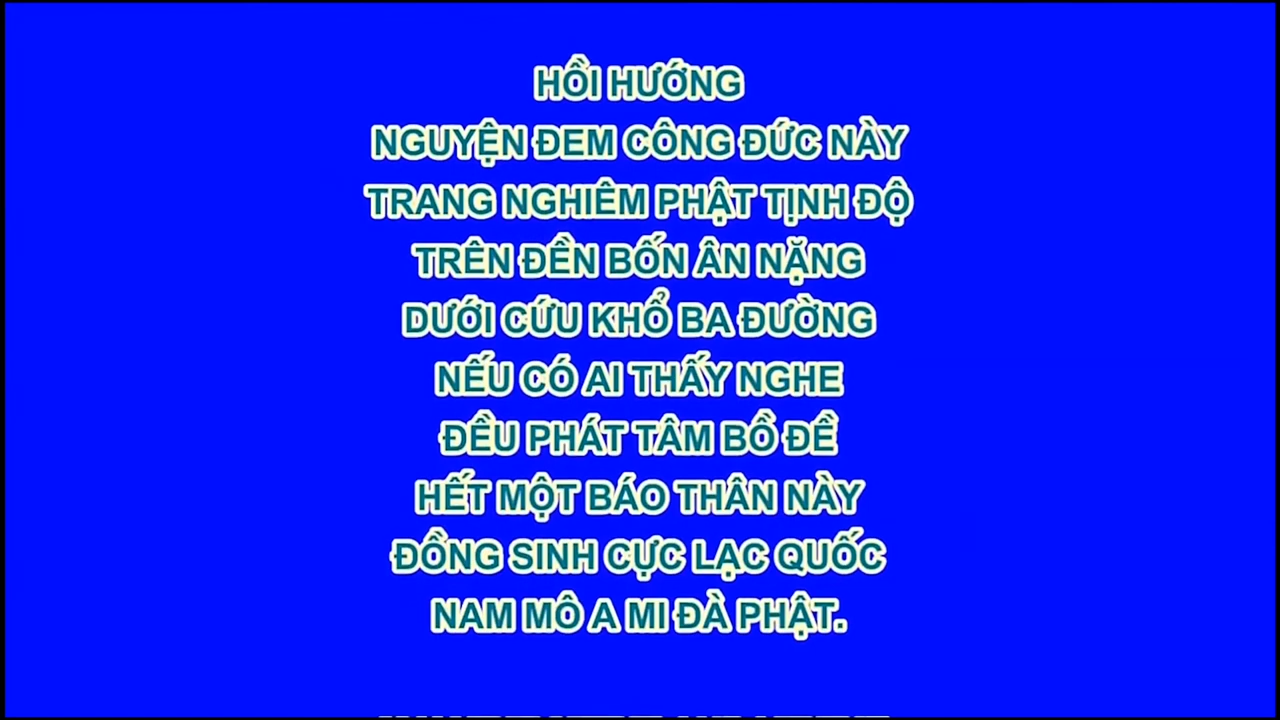 HỒI HƯỚNG
NGUYỆN ĐEM CÔNG ĐỨC NÀY
TRANG NGHIÊM PHẬT TỊNH ĐỘ
TRÊN ĐỀN BỐN ÂN NẶNG
DƯỚI CỨU KHỔ BA ĐƯỜNG
NẾU CÓ AI THẤY NGHE
ĐỀU PHÁT TÂM BỒ ĐỀ
HẾT MỘT BÁO THÂN NÀY
ĐỒNG SINH CỰC LẠC QUỐC
NAM MÔ A MI ĐÀ PHẬT.